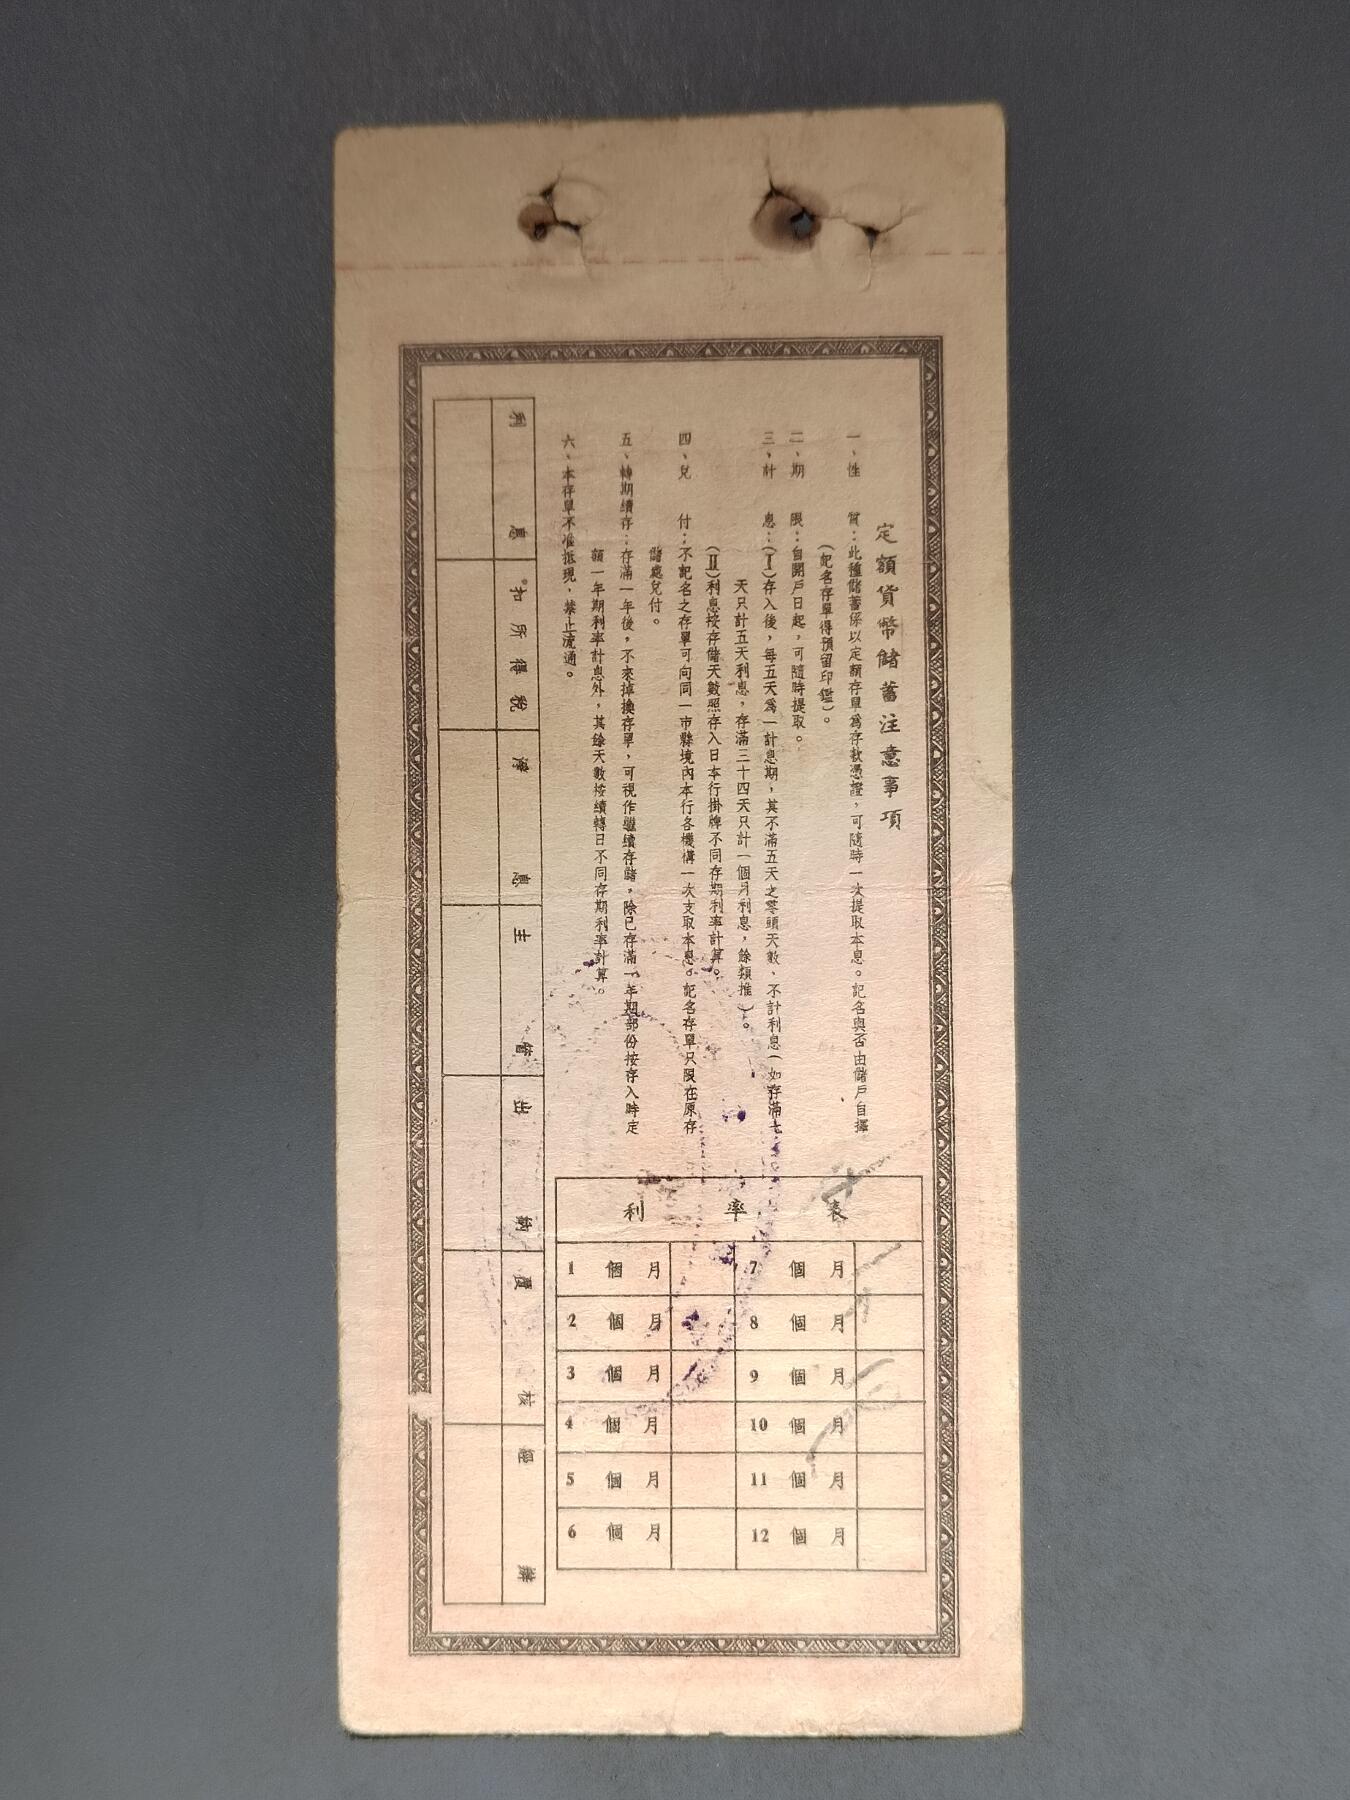 定額貨幣儲蓄注意事項
一、性質：此種儲蓄係以定額存單為存款憑證，可隨時一次提取本息。記名與否由儲戶自擇
（記名存單得預留印鑑）。
二、期限：自開戶日起，可隨時提取。
三、計息：（I）存入後，每五天為一計息期，其不滿五天之零頭天數、不計利息（如存滿七
天只計五天利息，存滿三十四天只計一個月利息，餘類推）。
（II）利息按存儲天數照存入日本行掛牌不同存期利率計算。
四、兌付：不記名之存單可向同一市縣境內本行各機構一次支取本息。記名存單只限在原存
儲處兌付。
五、轉期續存：存滿一年後，不來掉換存單，可視作繼續存儲，除已存滿一年期部份按存入時定
額一年期利率計息外，其餘天數按續轉日不同存期利率計算。
六、本存單不准抵現、禁止流通。
利率表
1個月 7個月
2個月 8個月
3個月 9個月
4個月 10個月
5個月 11個月
6個月 12個月
利息 扣所得稅 淨息 主管 出納 覆核 經辦